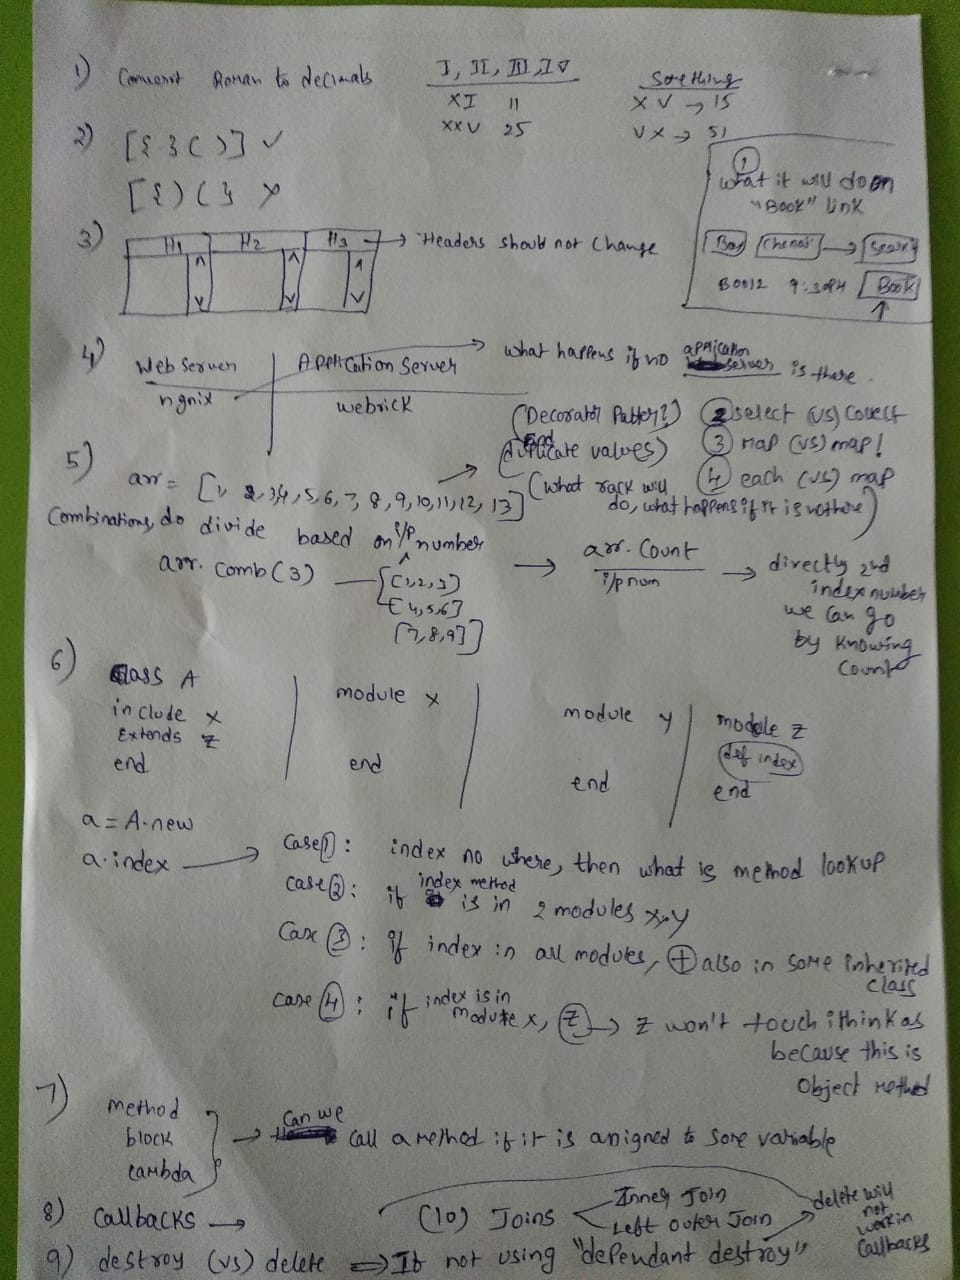 1) Convert Roman to decimals
I, II, III, IV
XI 11
XXV 25
Something
XV → 15
VX → 51
2) [{ } ( )] ✓
[{ ) ( } ✗
①
what it will do on
"Book" link
Chenai → Search
B0012 9:30PM Book
3) H1 H2 H3 → Headers should not change
4) Web Server | Application Server → what happens if no application server is there.
ngnix | webrick
(Decorator Pattern?)
and
duplicate values)
(what rack will
do, what happens if it is not there)
② select (vs) collect
③ map (vs) map!
④ each (vs) map
5) arr = [1, 2, 3, 4, 5, 6, 7, 8, 9, 10, 11, 12, 13]
Combinations, do divide based on i/p number
arr. comb(3) — [[1,2,3]
[4,5,6]
[7,8,9]]
→ arr. Count
i/p num
→ directly 2nd
index number
we can go
by knowing
count
6) Class A
include X
Extends Z
end
module X
end
module Y
end
module Z
def index
end
a = A.new
a.index → Case ① : index no where, then what is method lookup
case ② : if index method is in 2 modules X, Y
Case ③ : if index in all modules, ⊕ also in some inherited
class
case ④ : if index is in module X, Z → Z won't touch ithink as
because this is
Object method
7) method
block
lambda
→ Can we call a method if it is assigned to some variable
8) callbacks →
(10) Joins
Inner Join
Left outer Join
delete will
not
work in
Callbacks
9) destroy (vs) delete ⇒ If not using "dependant destroy"